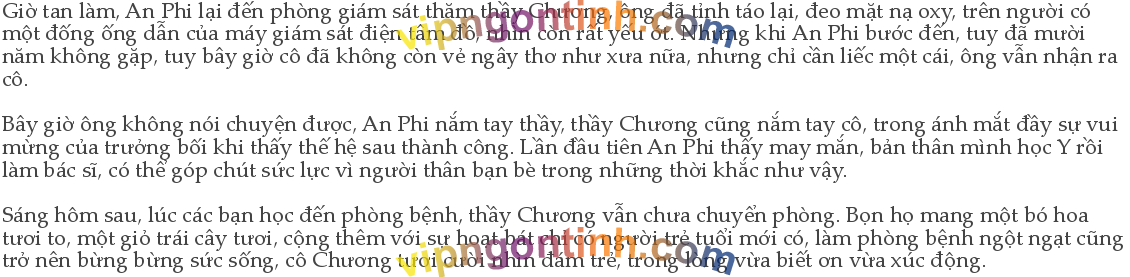 Giờ tan làm, An Phi lại đến phòng giám sát thăm thầy Chương, ông đã tỉnh táo lại, đeo mặt nạ oxy, trên người có
một đống ống dẫn của máy giám sát điện tâm đồ, nhìn còn rất yếu ớt. Nhưng khi An Phi bước đến, tuy đã mười
năm không gặp, tuy bây giờ cô đã không còn vẻ ngây thơ như xưa nữa, nhưng chỉ cần liếc một cái, ông vẫn nhận ra
cô.
Bây giờ ông không nói chuyện được, An Phi nắm tay thầy, thầy Chương cũng nắm tay cô, trong ánh mắt đầy sự vui
mừng của trưởng bối khi thấy thế hệ sau thành công. Lần đầu tiên An Phi thấy may mắn, bản thân mình học Y rồi
làm bác sĩ, có thể góp chút sức lực vì người thân bạn bè trong những thời khắc như vậy.
Sáng hôm sau, lúc các bạn học đến phòng bệnh, thầy Chương vẫn chưa chuyển phòng. Bọn họ mang một bó hoa
tươi to, một giỏ trái cây tươi, cộng thêm với sự hoạt bát chỉ có người trẻ tuổi mới có, làm phòng bệnh ngột ngạt cũng
trở nên bừng bừng sức sống, cô Chương tươi cười nhìn đám trẻ, trong lòng vừa biết ơn vừa xúc động.
vipngontinh.com
vipngontinh.com